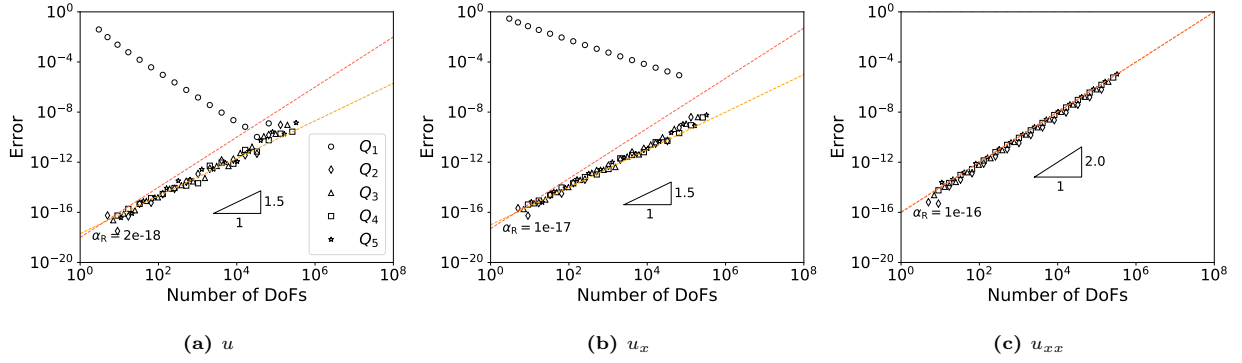 10^0
10^-4
10^-8
10^-12
10^-16
10^-20
Error
10^0 10^2 10^4 10^6 10^8
Number of DoFs
α_R = 2e-18
1.5
1
Q_1
Q_2
Q_3
Q_4
Q_5
(a) u
10^0
10^-4
10^-8
10^-12
10^-16
10^-20
Error
10^0 10^2 10^4 10^6 10^8
Number of DoFs
α_R = 1e-17
1.5
1
(b) u_x
10^0
10^-4
10^-8
10^-12
10^-16
10^-20
Error
10^0 10^2 10^4 10^6 10^8
Number of DoFs
α_R = 1e-16
2.0
1
(c) u_xx